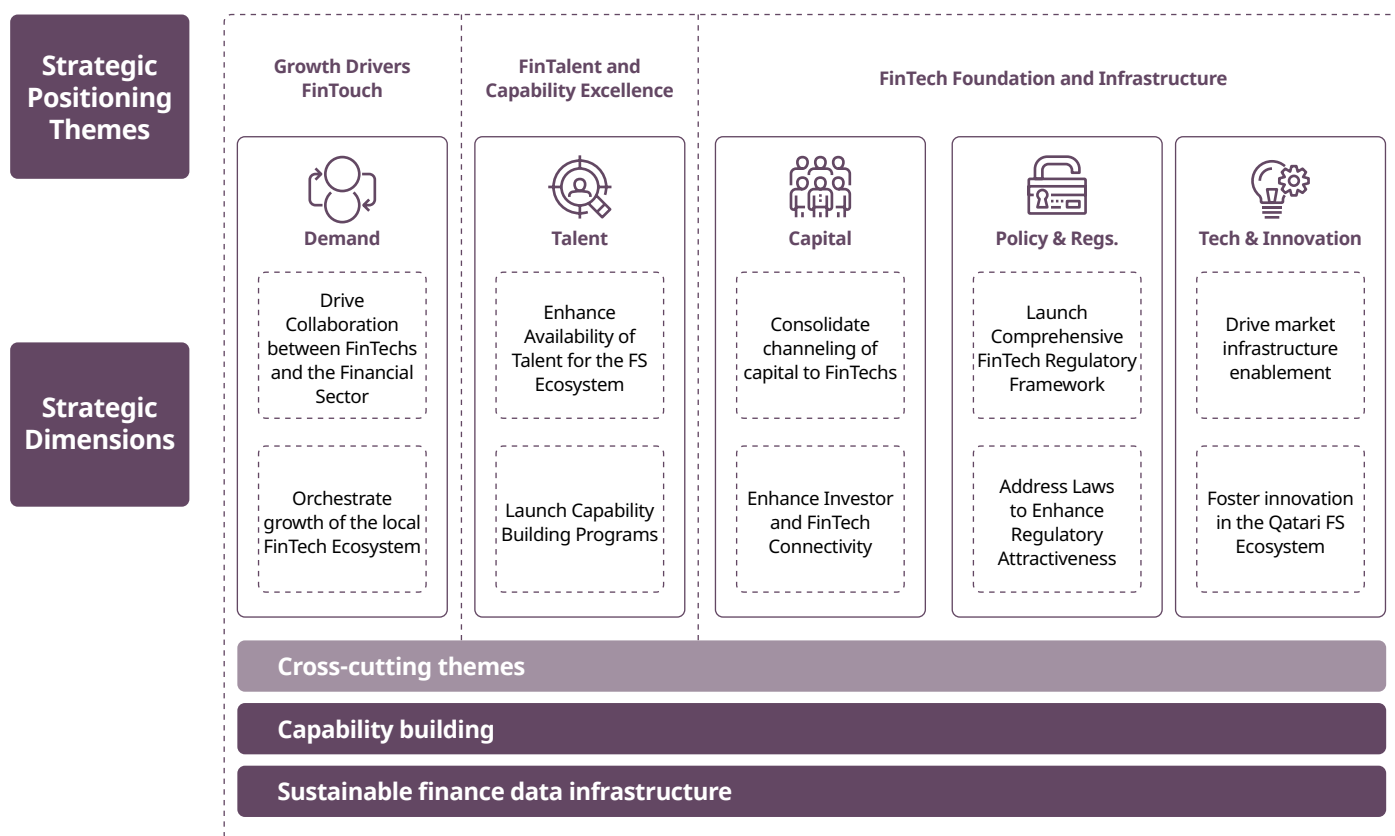 Strategic
Positioning
Themes
Growth Drivers
FinTouch
FinTalent and
Capability Excellence
FinTech Foundation and Infrastructure
Strategic
Dimensions
Demand
Drive
Collaboration
between FinTechs
and the Financial
Sector
Orchestrate
growth of the local
FinTech Ecosystem
Talent
Enhance
Availability of
Talent for the FS
Ecosystem
Launch Capability
Building Programs
Capital
Consolidate
channeling of
capital to FinTechs
Enhance Investor
and FinTech
Connectivity
Policy & Regs.
Launch
Comprehensive
FinTech Regulatory
Framework
Address Laws
to Enhance
Regulatory
Attractiveness
Tech & Innovation
Drive market
infrastructure
enablement
Foster innovation
in the Qatari FS
Ecosystem
Cross-cutting themes
Capability building
Sustainable finance data infrastructure